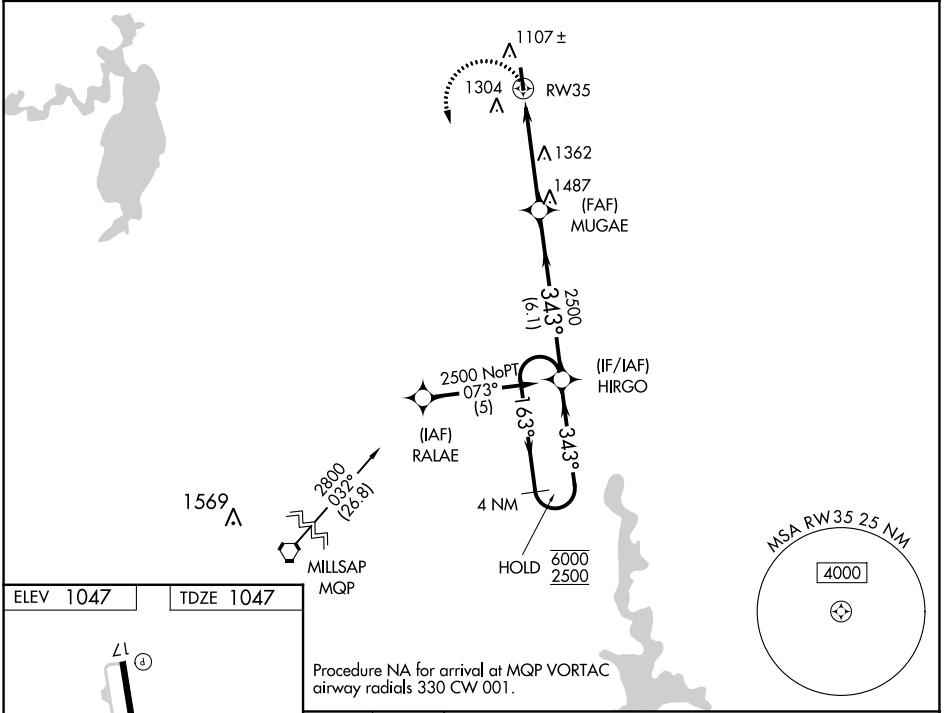 1107 ±
1304
RW35
1362
1487
(FAF)
MUGAE
2500
343°
(6.1)
(IF/IAF)
HIRGO
2500 NoPT
073°
(5)
(IAF)
RALAE
163°
343°
4 NM
HOLD
6000
2500
2800
032°
(26.8)
1569
MILLSAP
MQP
MSA RW35 25 NM
4000
ELEV 1047
TDZE 1047
17
P
Procedure NA for arrival at MQP VORTAC
airway radials 330 CW 001.